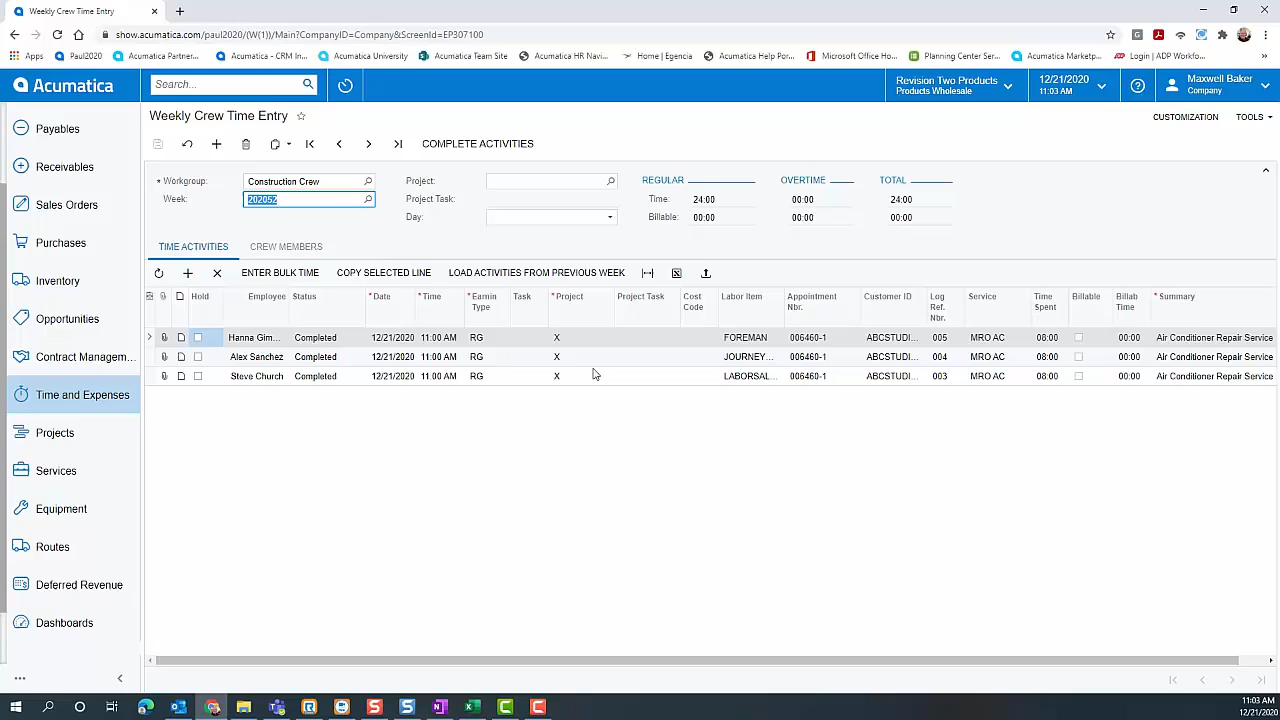 Weekly Crew Time Entry
show.acumatica.com/paul2020/(W(1))/Main?CompanyID=Company&ScreenId=EP307100
Apps Paul2020 Acumatica Partner... Acumatica - CRM In... Acumatica University Acumatica Team Site Acumatica HR Navi... Home | Egencia Acumatica Help Por... Microsoft Office Ho... Planning Center Ser... Acumatica Marketp... Login | ADP Workfo... »
Acumatica Search... Revision Two Products Products Wholesale 12/21/2020 11:03 AM Maxwell Baker Company
Weekly Crew Time Entry CUSTOMIZATION TOOLS
COMPLETE ACTIVITIES
* Workgroup: Construction Crew Project: REGULAR OVERTIME TOTAL
Week: 202052 Project Task: Time: 24:00 00:00 24:00
Day: Billable: 00:00 00:00 00:00
TIME ACTIVITIES CREW MEMBERS
ENTER BULK TIME COPY SELECTED LINE LOAD ACTIVITIES FROM PREVIOUS WEEK
Hold Employee Status * Date * Time * Earnin Type Task * Project Project Task Cost Code Labor Item Appointment Nbr. Customer ID Log Ref. Nbr. Service Time Spent Billable Billab Time * Summary
Hanna Gim... Completed 12/21/2020 11:00 AM RG X FOREMAN 006460-1 ABCSTUDI... 005 MRO AC 08:00 00:00 Air Conditioner Repair Service
Alex Sanchez Completed 12/21/2020 11:00 AM RG X JOURNEY... 006460-1 ABCSTUDI... 004 MRO AC 08:00 00:00 Air Conditioner Repair Service
Steve Church Completed 12/21/2020 11:00 AM RG X LABORSAL... 006460-1 ABCSTUDI... 003 MRO AC 08:00 00:00 Air Conditioner Repair Service
Payables
Receivables
Sales Orders
Purchases
Inventory
Opportunities
Contract Managem...
Time and Expenses
Projects
Services
Equipment
Routes
Deferred Revenue
Dashboards
11:03 AM
12/21/2020